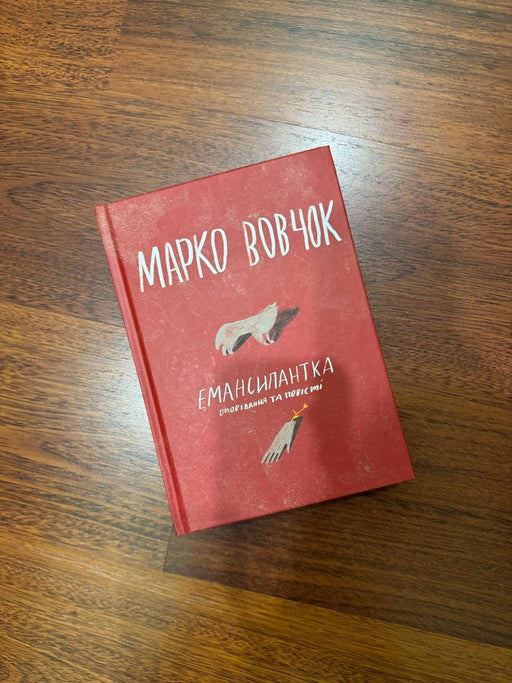 МАРКО ВОВЧОК
ЕМАНСИПАНТКА
ОПОВІДАННЯ ТА ПОВІСТІ